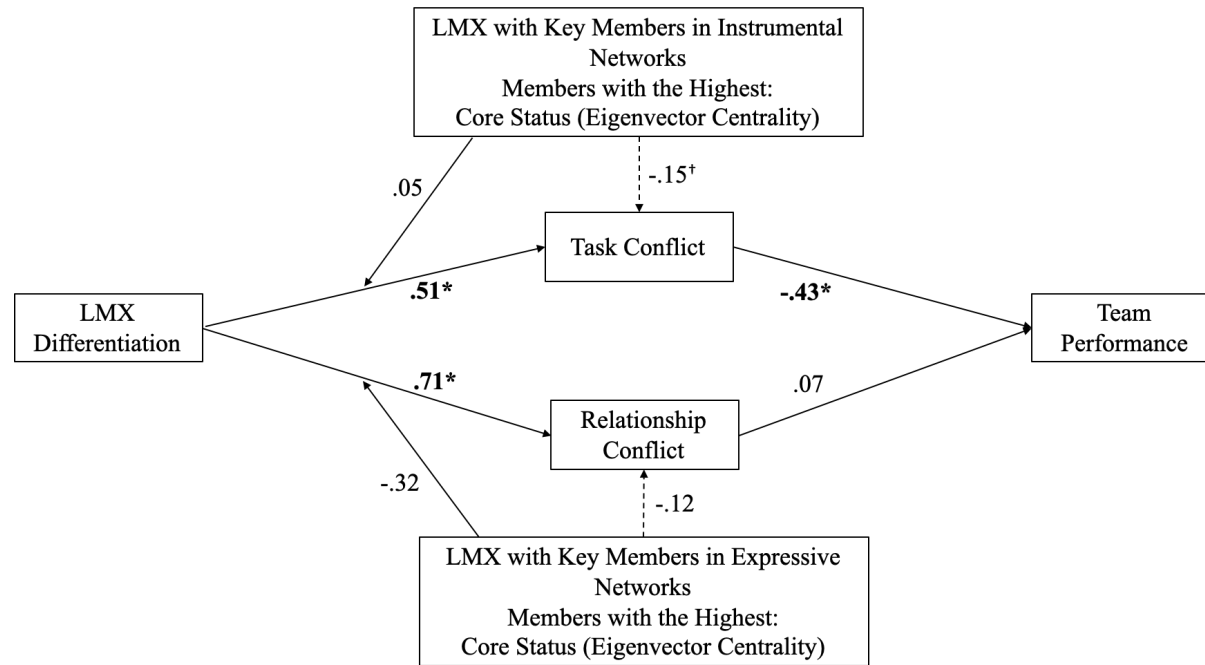 LMX with Key Members in Instrumental
Networks
Members with the Highest:
Core Status (Eigenvector Centrality)
.05
-.15†
Task Conflict
.51*
-.43*
LMX
Differentiation
Team
Performance
.71*
.07
Relationship
Conflict
-.32
-.12
LMX with Key Members in Expressive
Networks
Members with the Highest:
Core Status (Eigenvector Centrality)